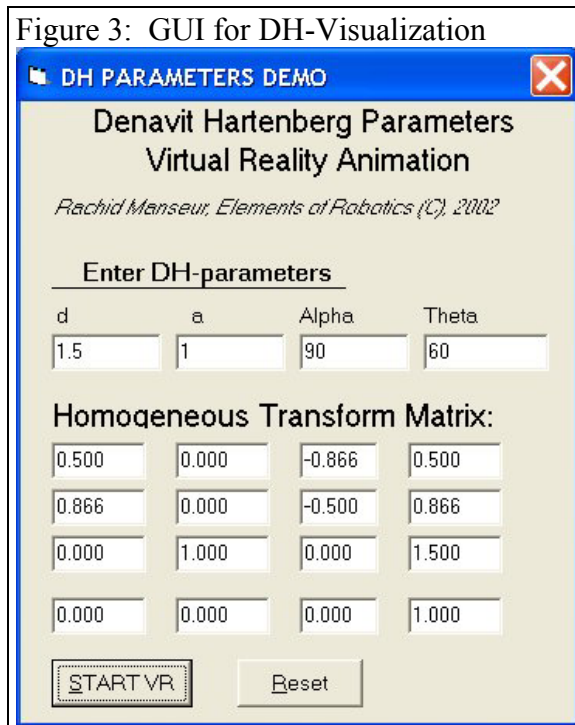 Figure 3: GUI for DH-Visualization
DH PARAMETERS DEMO
Denavit Hartenberg Parameters
Virtual Reality Animation
Rachid Manseur, Elements of Robotics (C), 2002
Enter DH-parameters
d a Alpha Theta
1.5 1 90 60
Homogeneous Transform Matrix:
0.500 0.000 -0.866 0.500
0.866 0.000 -0.500 0.866
0.000 1.000 0.000 1.500
0.000 0.000 0.000 1.000
START VR Reset